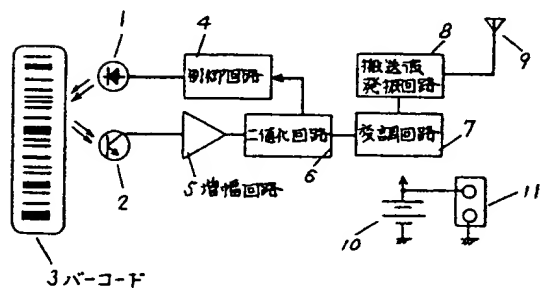 1
4
制御回路
8
搬送波
発振回路
9
2
5 増幅回路
二値化回路
6
変調回路
7
10
11
3 バーコード